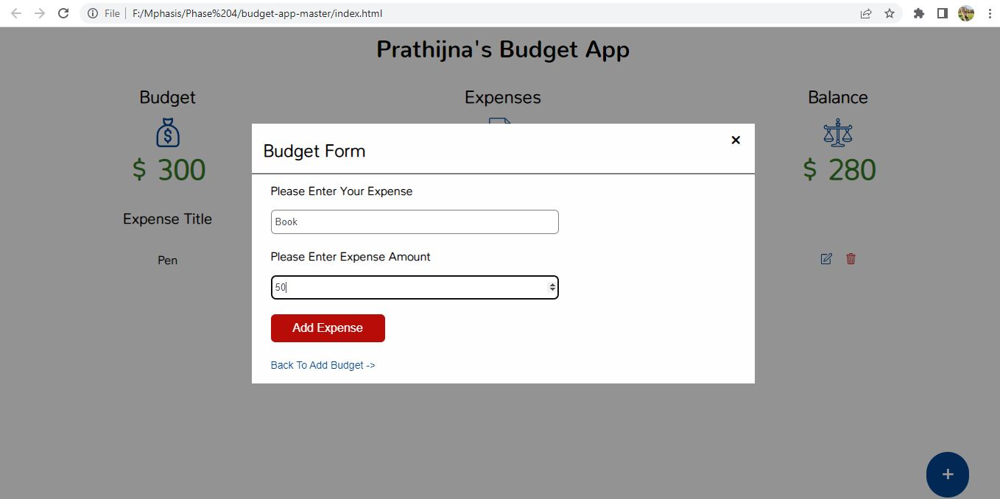 File F:/Mphasis/Phase%204/budget-app-master/index.html
Prathijna's Budget App
Budget Expenses Balance
$ 300 $ 280
Budget Form
Please Enter Your Expense
Book
Please Enter Expense Amount
50
Add Expense
Back To Add Budget ->
Expense Title
Pen
+